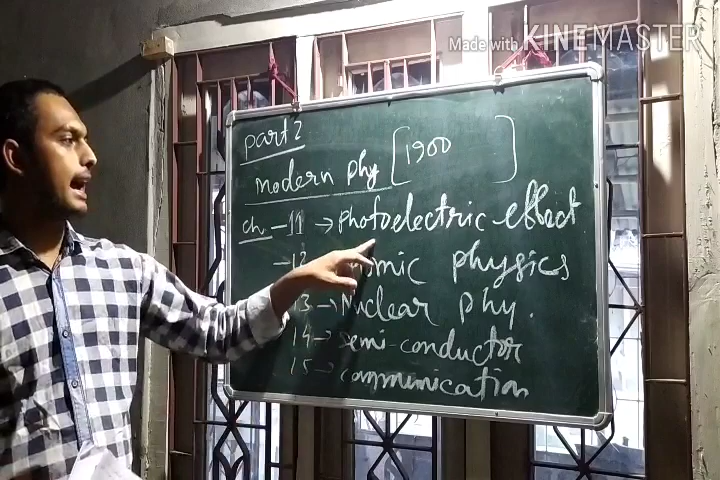 Made with KINEMASTER
part 2
modern phy [1900 ]
ch - 11 → Photoelectric effect
- 12 omic physics
13 → Nuclear phy.
14 → semi-conductor
15 → communication